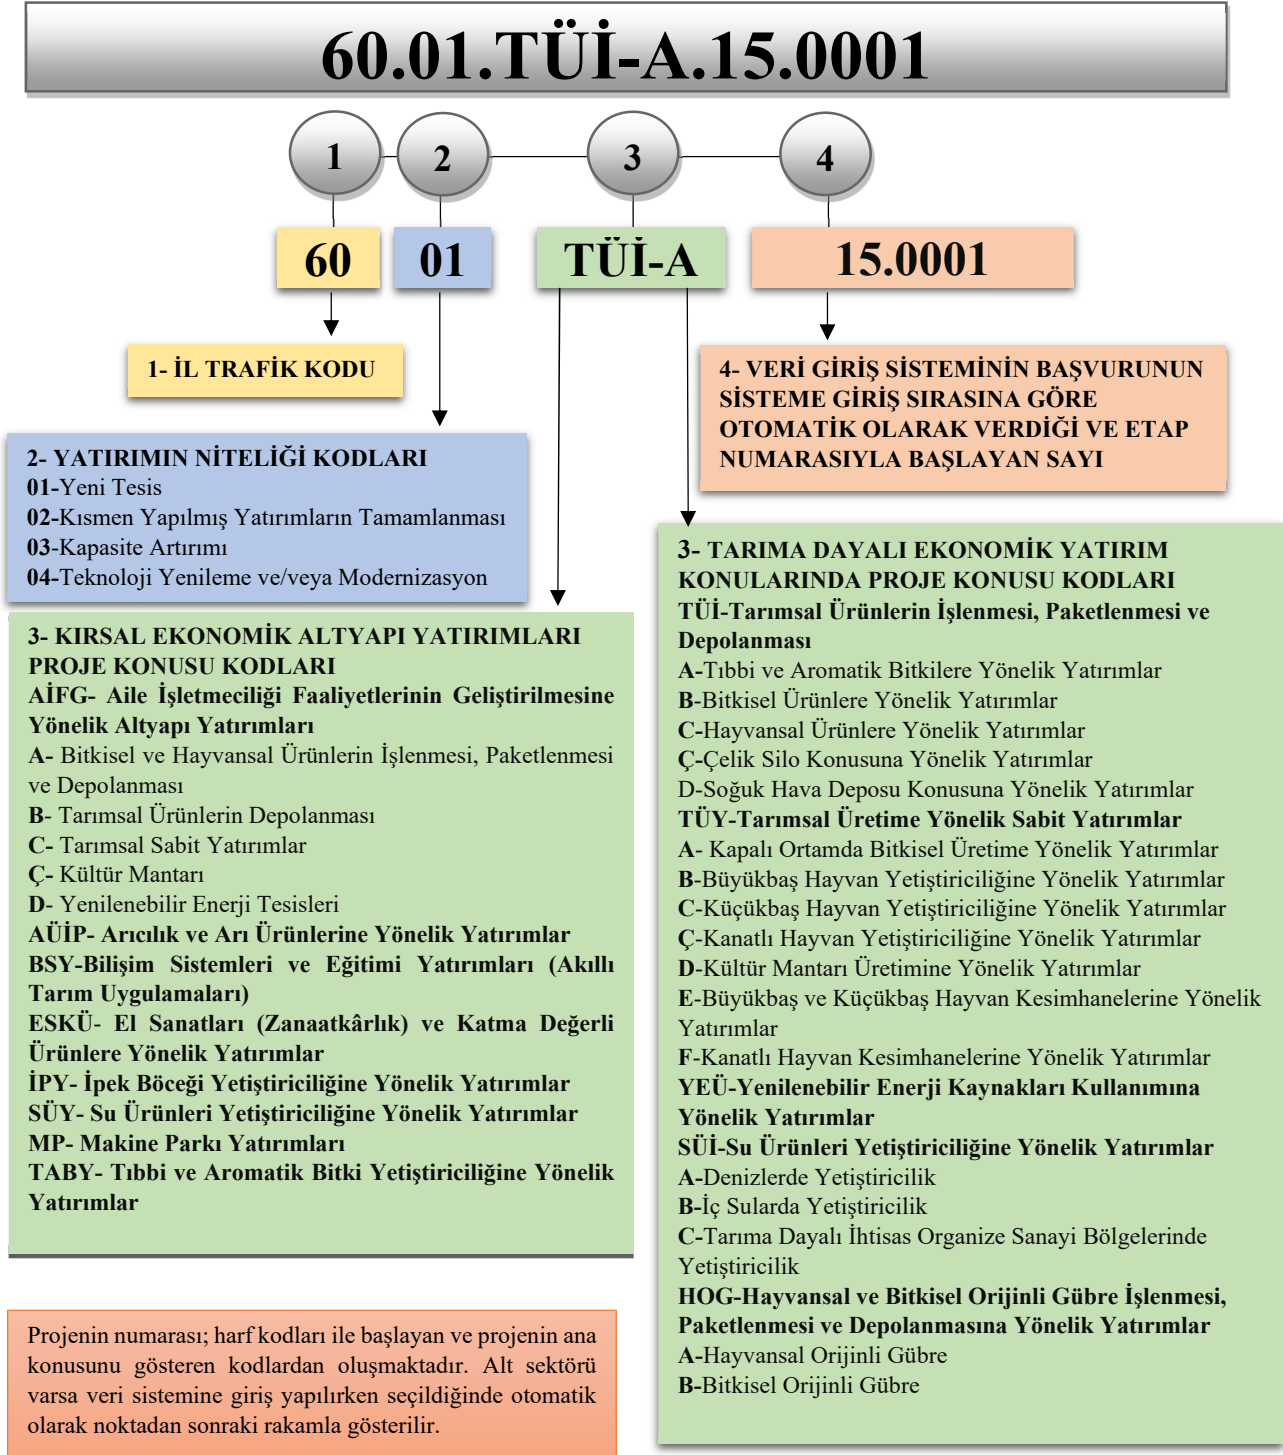 60.01.TÜİ-A.15.0001
1
2
3
4
60
01
TÜİ-A
15.0001
1- İL TRAFİK KODU
4- VERİ GİRİŞ SİSTEMİNİN BAŞVURUNUN
SİSTEME GİRİŞ SIRASINA GÖRE
OTOMATİK OLARAK VERDİĞİ VE ETAP
NUMARASIYLA BAŞLAYAN SAYI
2- YATIRIMIN NİTELİĞİ KODLARI
01-Yeni Tesis
02-Kısmen Yapılmış Yatırımların Tamamlanması
03-Kapasite Artırımı
04-Teknoloji Yenileme ve/veya Modernizasyon
3- KIRSAL EKONOMİK ALTYAPI YATIRIMLARI
PROJE KONUSU KODLARI
AİFG- Aile İşletmeciliği Faaliyetlerinin Geliştirilmesine
Yönelik Altyapı Yatırımları
A- Bitkisel ve Hayvansal Ürünlerin İşlenmesi, Paketlenmesi
ve Depolanması
B- Tarımsal Ürünlerin Depolanması
C- Tarımsal Sabit Yatırımlar
Ç- Kültür Mantarı
D- Yenilenebilir Enerji Tesisleri
AÜİP- Arıcılık ve Arı Ürünlerine Yönelik Yatırımlar
BSY-Bilişim Sistemleri ve Eğitimi Yatırımları (Akıllı
Tarım Uygulamaları)
ESKÜ- El Sanatları (Zanaatkârlık) ve Katma Değerli
Ürünlere Yönelik Yatırımlar
İPY- İpek Böceği Yetiştiriciliğine Yönelik Yatırımlar
SÜY- Su Ürünleri Yetiştiriciliğine Yönelik Yatırımlar
MP- Makine Parkı Yatırımları
TABY- Tıbbi ve Aromatik Bitki Yetiştiriciliğine Yönelik
Yatırımlar
3- TARIMA DAYALI EKONOMİK YATIRIM
KONULARINDA PROJE KONUSU KODLARI
TÜİ-Tarımsal Ürünlerin İşlenmesi, Paketlenmesi ve
Depolanması
A-Tıbbi ve Aromatik Bitkilere Yönelik Yatırımlar
B-Bitkisel Ürünlere Yönelik Yatırımlar
C-Hayvansal Ürünlere Yönelik Yatırımlar
Ç-Çelik Silo Konusuna Yönelik Yatırımlar
D-Soğuk Hava Deposu Konusuna Yönelik Yatırımlar
TÜY-Tarımsal Üretime Yönelik Sabit Yatırımlar
A- Kapalı Ortamda Bitkisel Üretime Yönelik Yatırımlar
B-Büyükbaş Hayvan Yetiştiriciliğine Yönelik Yatırımlar
C-Küçükbaş Hayvan Yetiştiriciliğine Yönelik Yatırımlar
Ç-Kanatlı Hayvan Yetiştiriciliğine Yönelik Yatırımlar
D-Kültür Mantarı Üretimine Yönelik Yatırımlar
E-Büyükbaş ve Küçükbaş Hayvan Kesimhanelerine Yönelik
Yatırımlar
F-Kanatlı Hayvan Kesimhanelerine Yönelik Yatırımlar
YEÜ-Yenilenebilir Enerji Kaynakları Kullanımına
Yönelik Yatırımlar
SÜİ-Su Ürünleri Yetiştiriciliğine Yönelik Yatırımlar
A-Denizlerde Yetiştiricilik
B-İç Sularda Yetiştiricilik
C-Tarıma Dayalı İhtisas Organize Sanayi Bölgelerinde
Yetiştiricilik
HOG-Hayvansal ve Bitkisel Orijinli Gübre İşlenmesi,
Paketlenmesi ve Depolanmasına Yönelik Yatırımlar
A-Hayvansal Orijinli Gübre
B-Bitkisel Orijinli Gübre
Projenin numarası; harf kodları ile başlayan ve projenin ana
konusunu gösteren kodlardan oluşmaktadır. Alt sektörü
varsa veri sistemine giriş yapılırken seçildiğinde otomatik
olarak noktadan sonraki rakamla gösterilir.